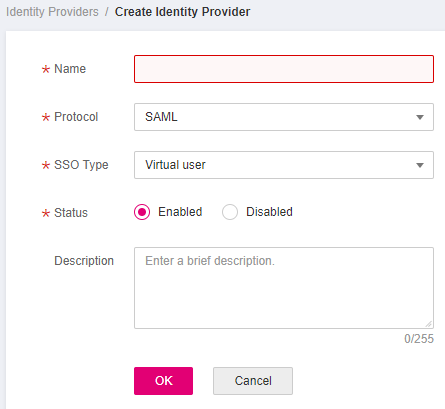 Identity Providers / Create Identity Provider
* Name
* Protocol SAML
* SSO Type Virtual user
* Status Enabled Disabled
Description Enter a brief description.
0/255
OK Cancel